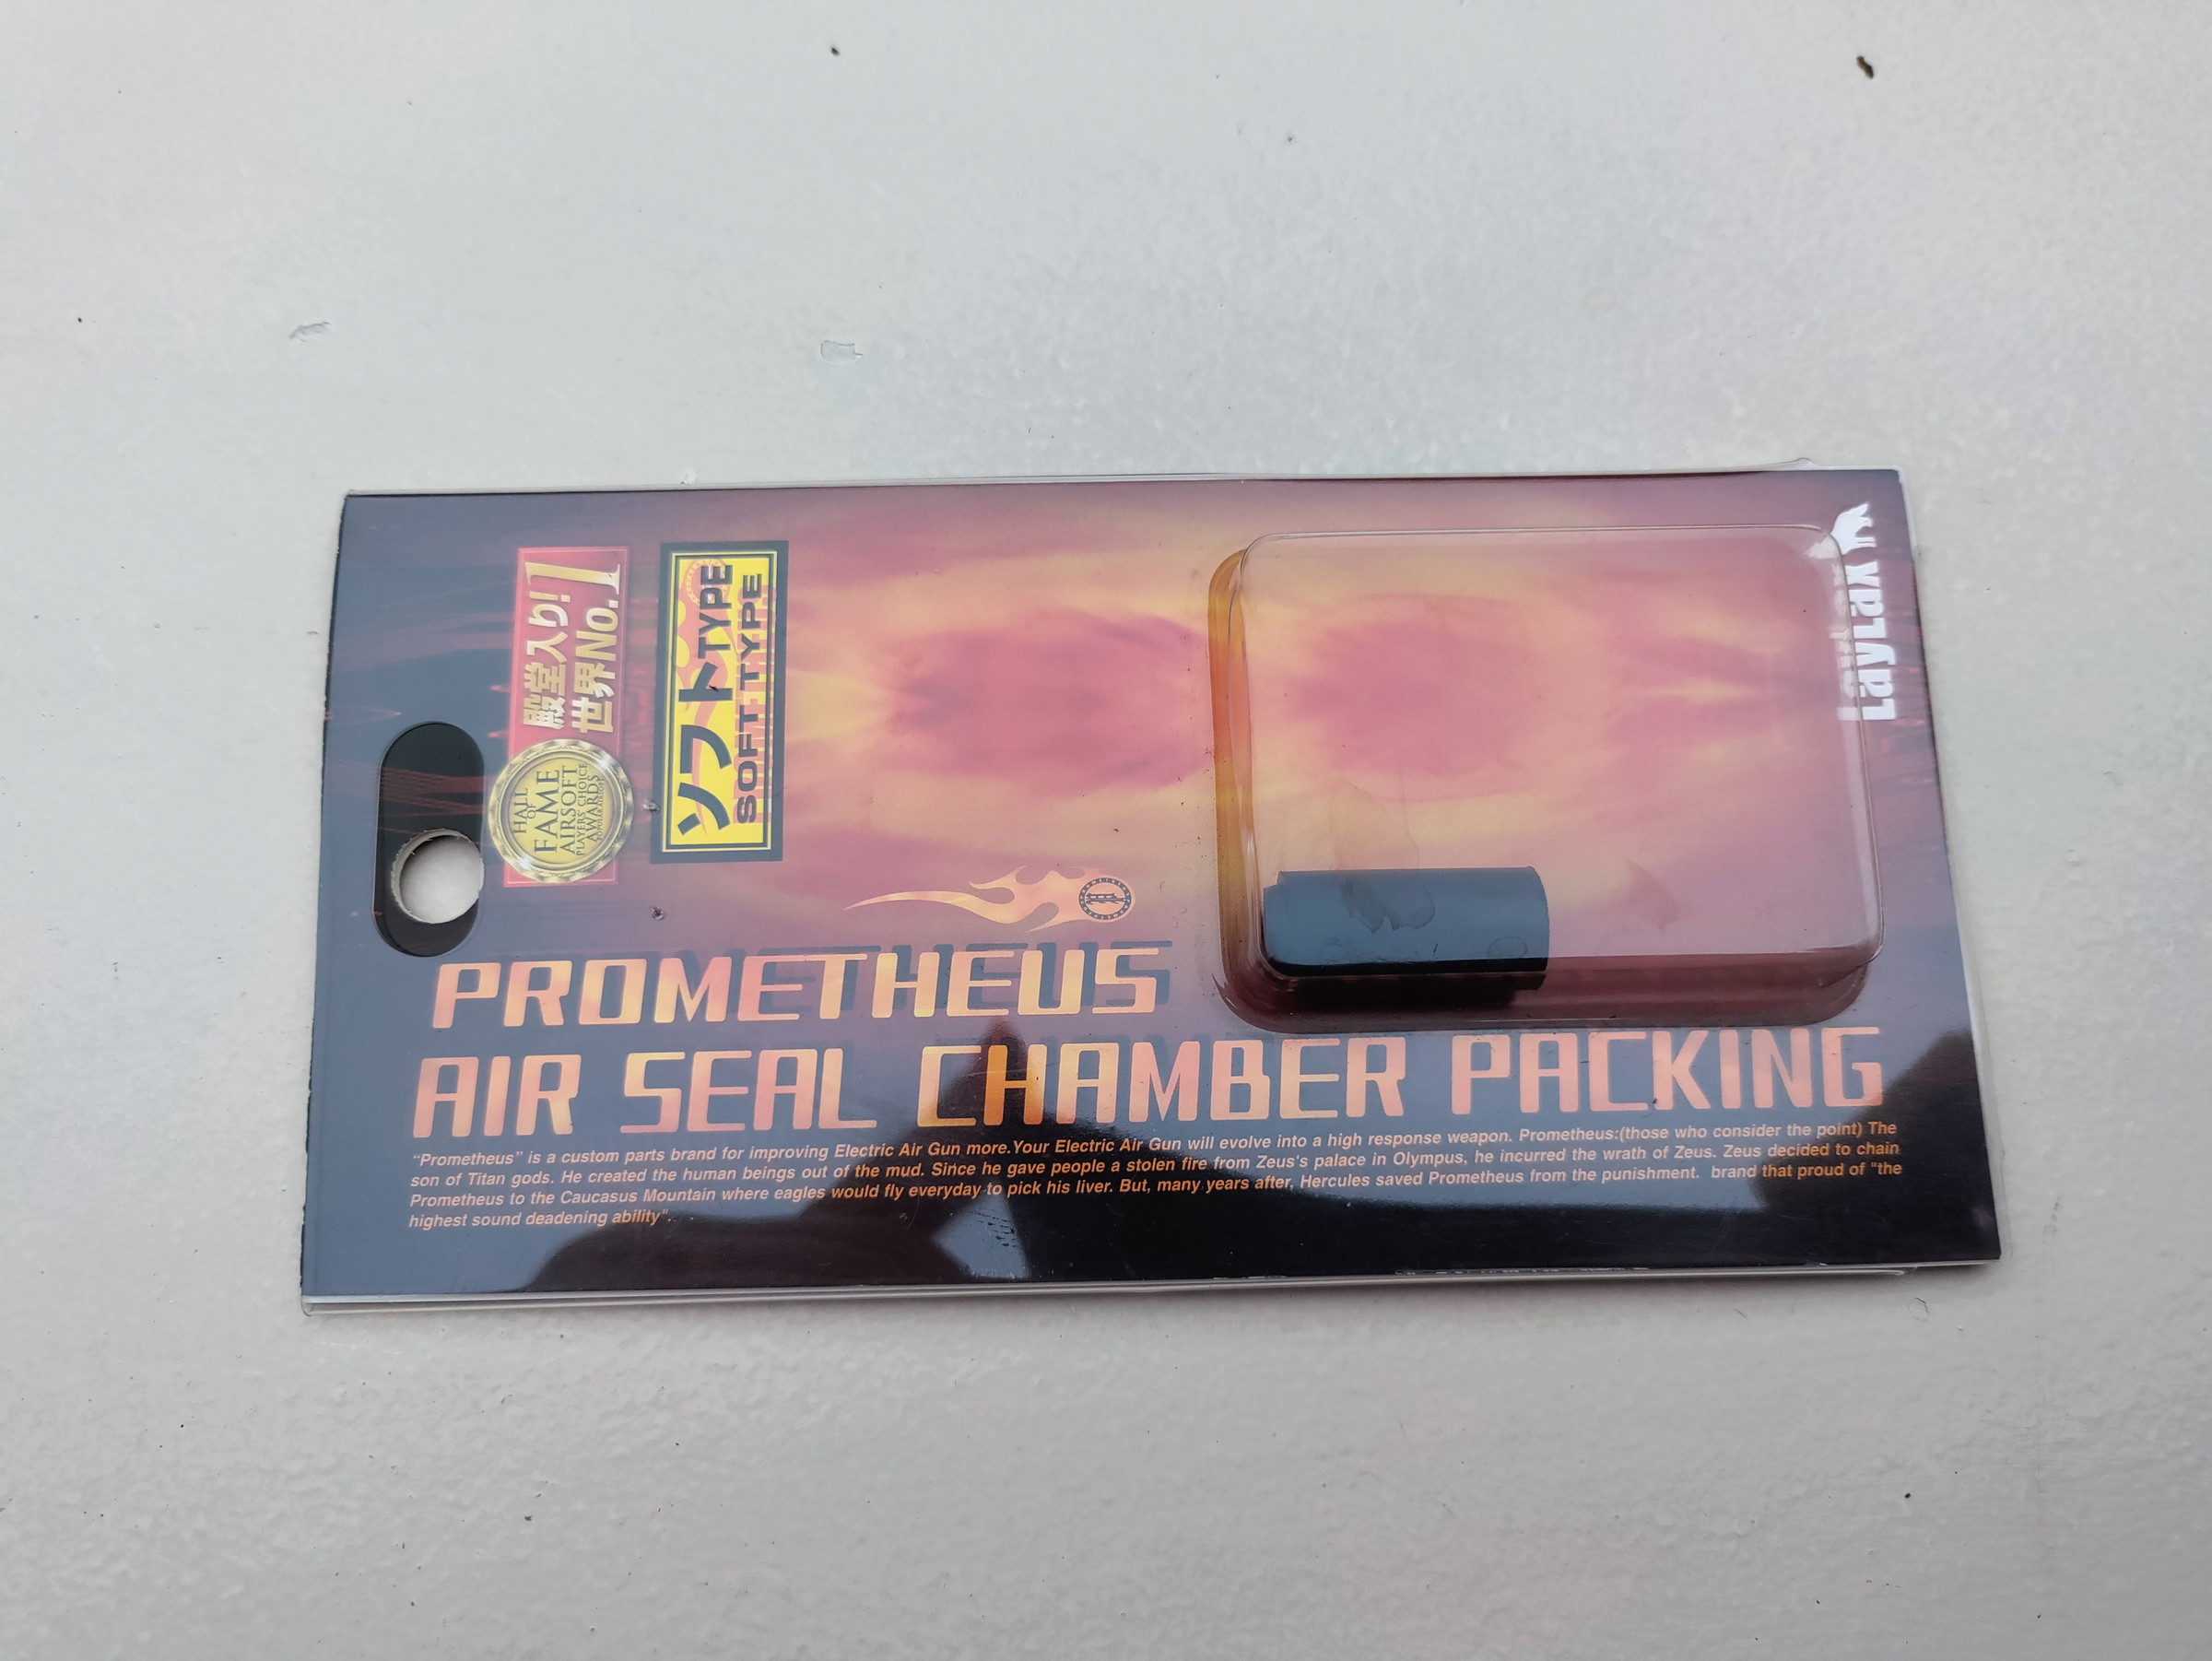 殿堂入り!
世界No.1
HALL
OF
FAME
AIRSOFT
PLAYERS' CHOICE
AWARDS
ソフトTYPE
SOFT TYPE
LayLax
PROMETHEUS
AIR SEAL CHAMBER PACKING
"Prometheus" is a custom parts brand for improving Electric Air Gun more.Your Electric Air Gun will evolve into a high response weapon. Prometheus:(those who consider the point) The
son of Titan gods. He created the human beings out of the mud. Since he gave people a stolen fire from Zeus's palace in Olympus, he incurred the wrath of Zeus. Zeus decided to chain
Prometheus to the Caucasus Mountain where eagles would fly everyday to pick his liver. But, many years after, Hercules saved Prometheus from the punishment. brand that proud of "the
highest sound deadening ability".